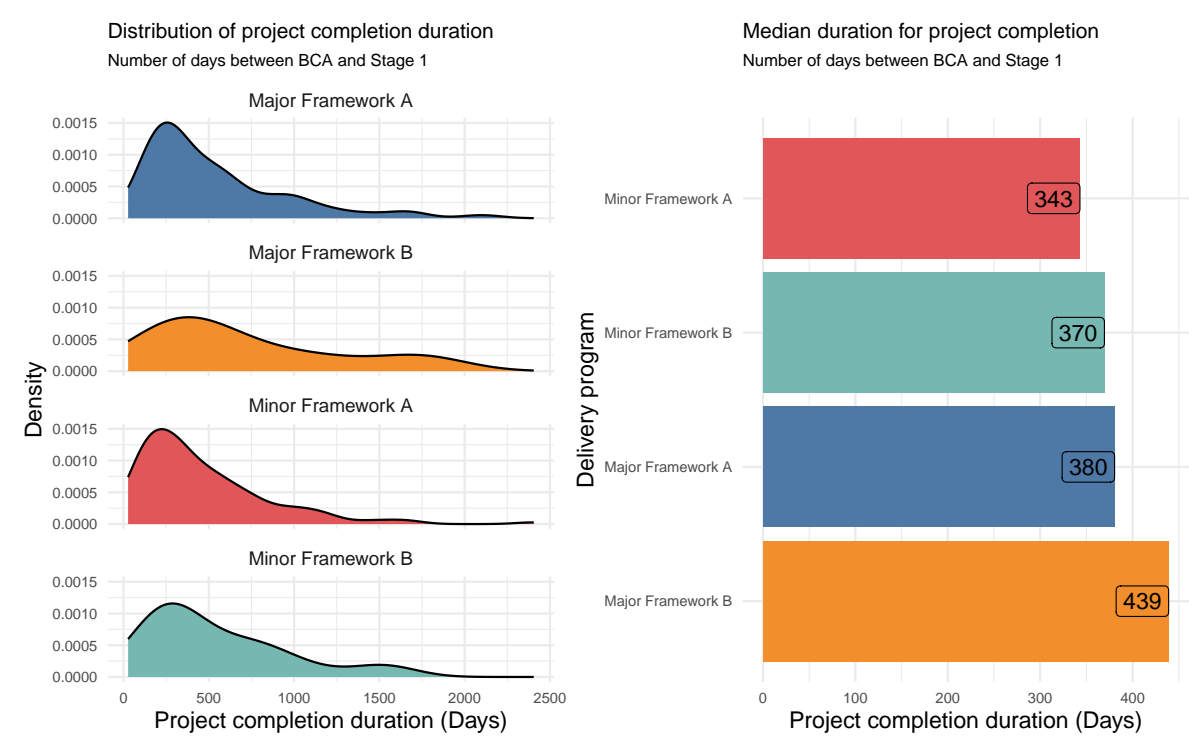 Distribution of project completion duration
Number of days between BCA and Stage 1
Density
Major Framework A
0.0015
0.0010
0.0005
0.0000
Major Framework B
0.0015
0.0010
0.0005
0.0000
Minor Framework A
0.0015
0.0010
0.0005
0.0000
Minor Framework B
0.0015
0.0010
0.0005
0.0000
0 500 1000 1500 2000 2500
Project completion duration (Days)
Median duration for project completion
Number of days between BCA and Stage 1
Delivery program
Minor Framework A 343
Minor Framework B 370
Major Framework A 380
Major Framework B 439
0 100 200 300 400
Project completion duration (Days)